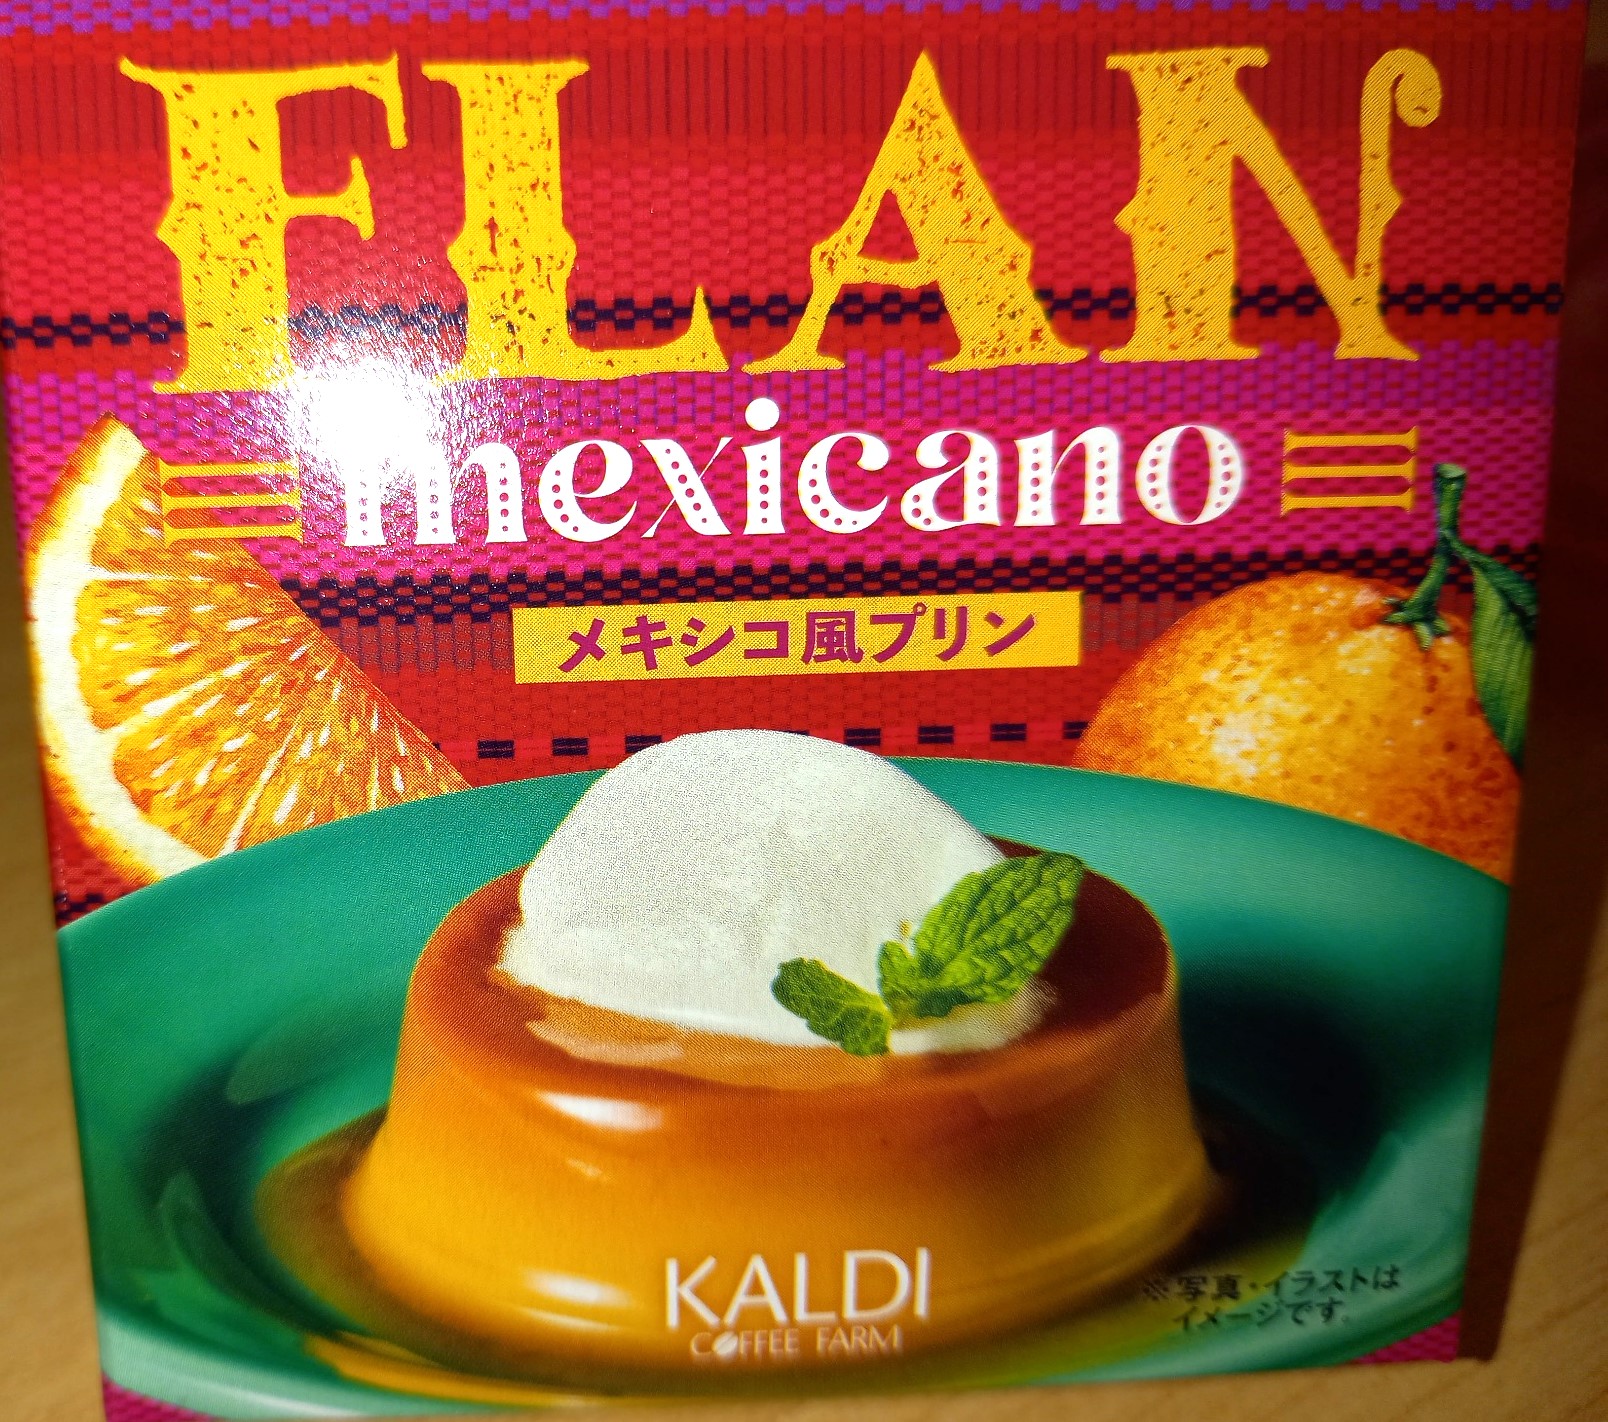 FLAN
mexicano
メキシコ風プリン
KALDI
COFFEE FARM
※写真・イラストは
イメージです。